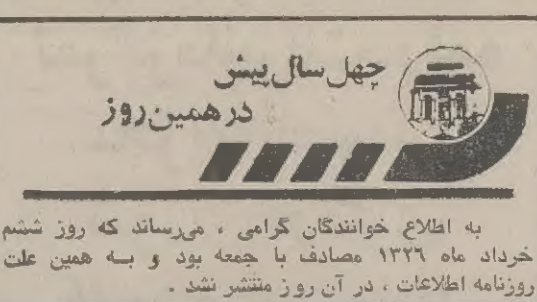 چهل سال پیش
در همین روز
به اطلاع خوانندگان گرامی ، می‌رساند که روز ششم
خرداد ماه ۱۳۲۶ مصادف با جمعه بود و به همین علت
روزنامه اطلاعات ، در آن روز منتشر نشد .